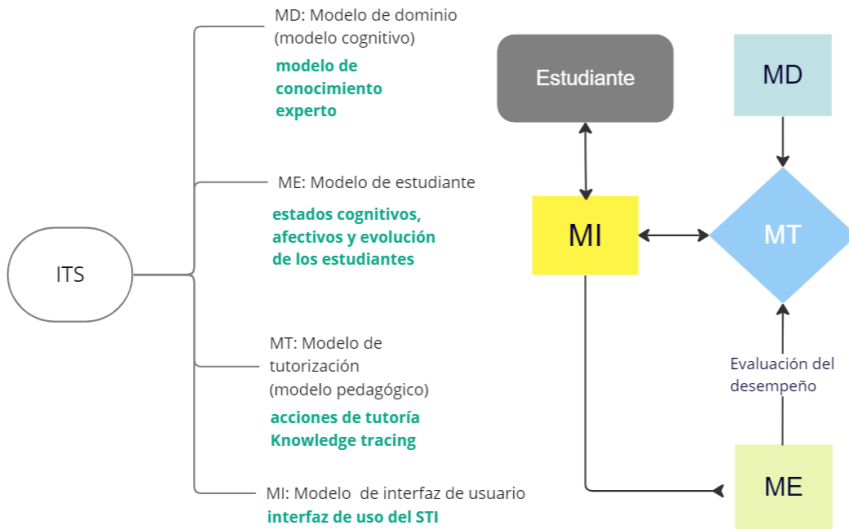 MD: Modelo de dominio
(modelo cognitivo)
modelo de
conocimiento
experto
ME: Modelo de estudiante
estados cognitivos,
afectivos y evolución
de los estudiantes
ITS
MT: Modelo de
tutorización
(modelo pedagógico)
acciones de tutoría
Knowledge tracing
MI: Modelo de interfaz de usuario
interfaz de uso del STI
Estudiante
MD
MI
MT
Evaluación del
desempeño
ME